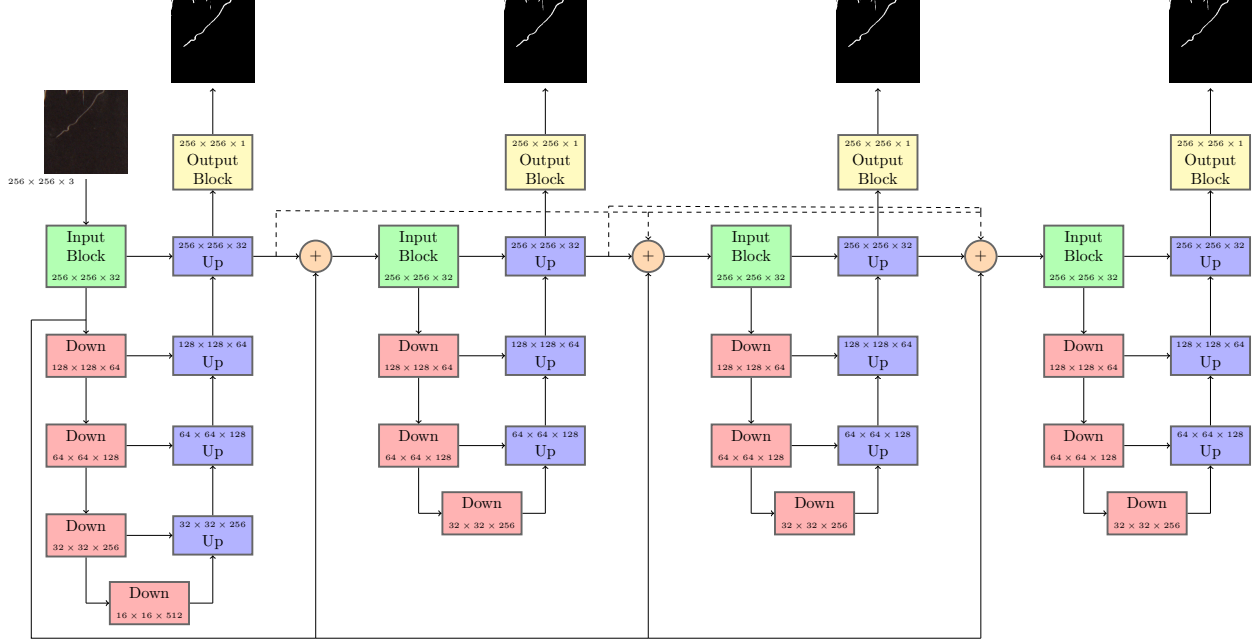 256 × 256 × 1
Output
Block
256 × 256 × 1
Output
Block
256 × 256 × 1
Output
Block
256 × 256 × 1
Output
Block
256 × 256 × 3
Input
Block
256 × 256 × 32
256 × 256 × 32
Up
+
Input
Block
256 × 256 × 32
256 × 256 × 32
Up
+
Input
Block
256 × 256 × 32
256 × 256 × 32
Up
+
Input
Block
256 × 256 × 32
256 × 256 × 32
Up
Down
128 × 128 × 64
128 × 128 × 64
Up
Down
128 × 128 × 64
128 × 128 × 64
Up
Down
128 × 128 × 64
128 × 128 × 64
Up
Down
128 × 128 × 64
128 × 128 × 64
Up
Down
64 × 64 × 128
64 × 64 × 128
Up
Down
64 × 64 × 128
64 × 64 × 128
Up
Down
64 × 64 × 128
64 × 64 × 128
Up
Down
64 × 64 × 128
64 × 64 × 128
Up
Down
32 × 32 × 256
32 × 32 × 256
Up
Down
32 × 32 × 256
Down
32 × 32 × 256
Down
32 × 32 × 256
Down
16 × 16 × 512